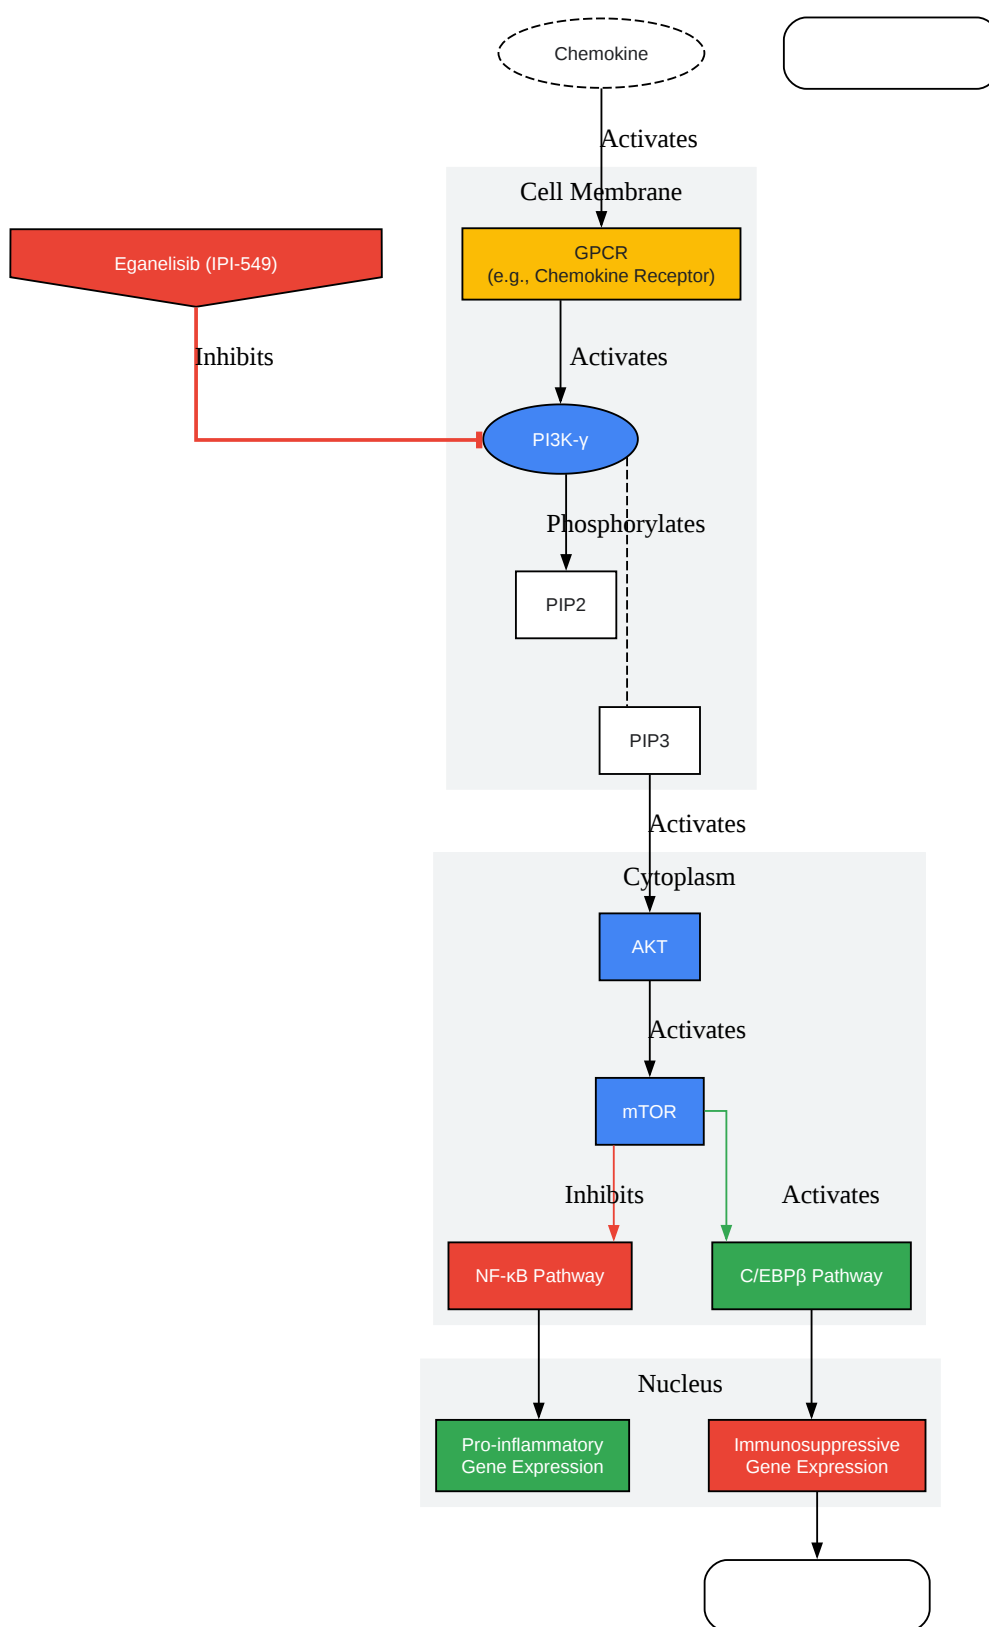 Chemokine
Activates
Cell Membrane
GPCR
(e.g., Chemokine Receptor)
Eganelisib (IPI-549)
Inhibits
Activates
PI3K-γ
Phosphorylates
PIP2
PIP3
Activates
Cytoplasm
AKT
Activates
mTOR
Inhibits
Activates
NF-κB Pathway
C/EBPβ Pathway
Nucleus
Pro-inflammatory
Gene Expression
Immunosuppressive
Gene Expression